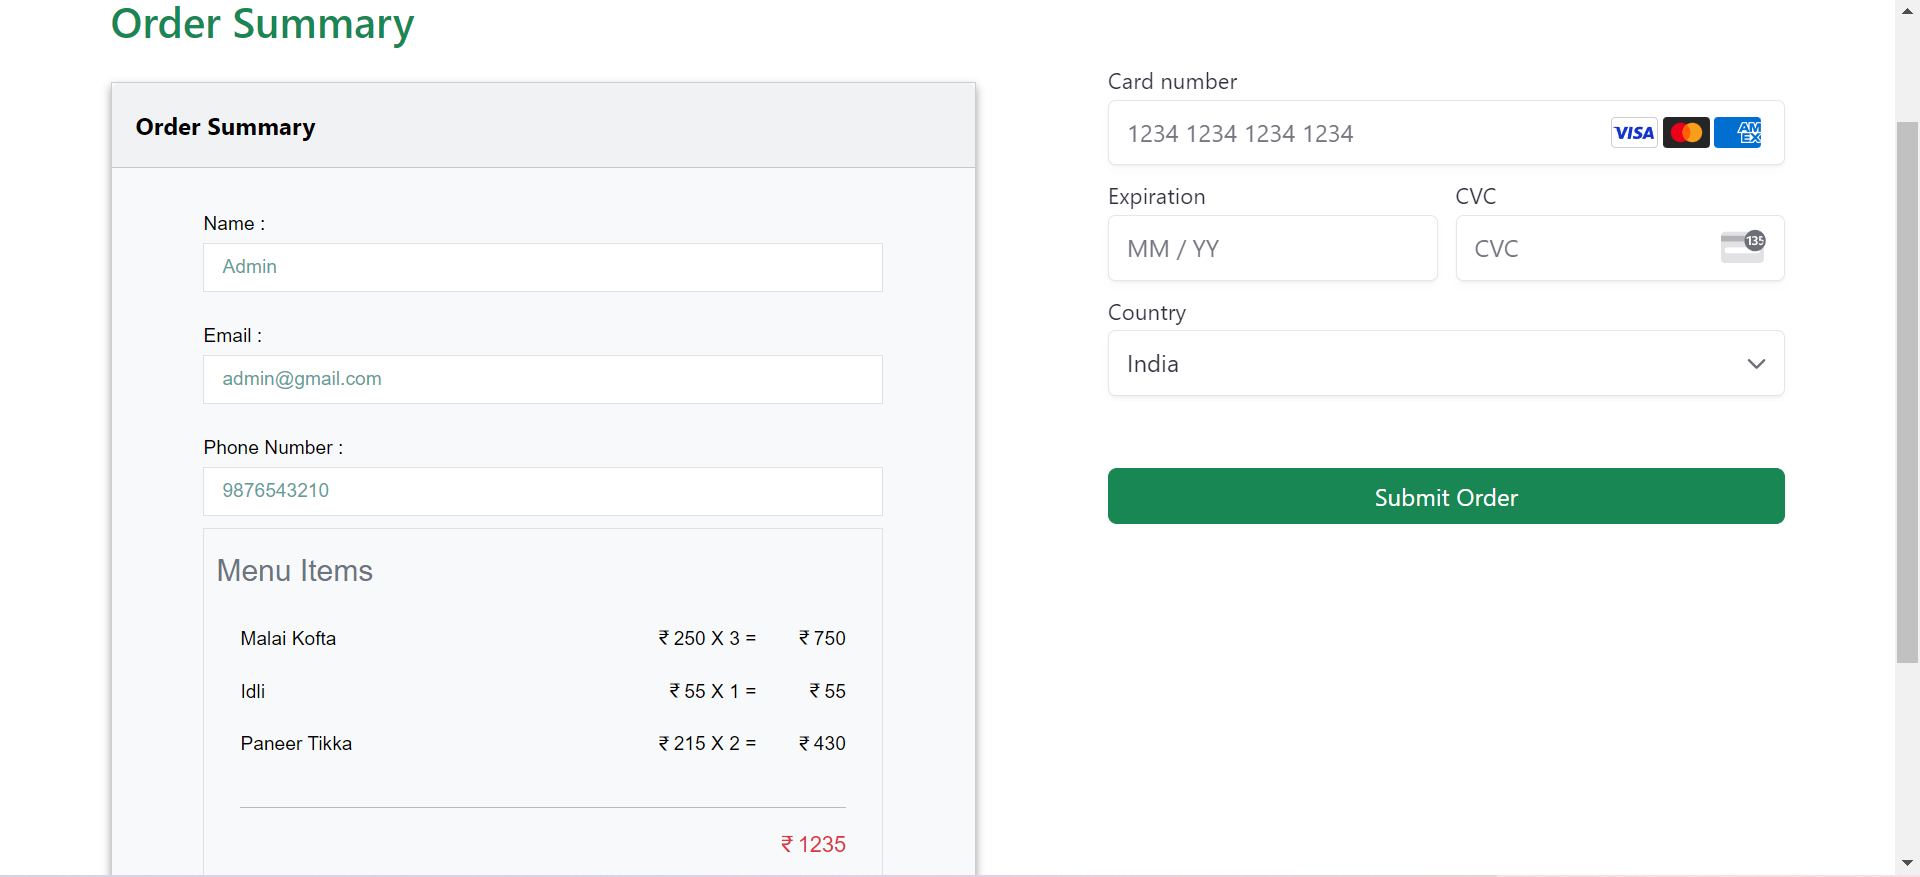 Order Summary
Order Summary
Name :
Admin
Email :
admin@gmail.com
Phone Number :
9876543210
Menu Items
Malai Kofta ₹ 250 X 3 = ₹ 750
Idli ₹ 55 X 1 = ₹ 55
Paneer Tikka ₹ 215 X 2 = ₹ 430
₹ 1235
Card number
1234 1234 1234 1234 VISA AM EX
Expiration CVC
MM / YY CVC 135
Country
India
Submit Order